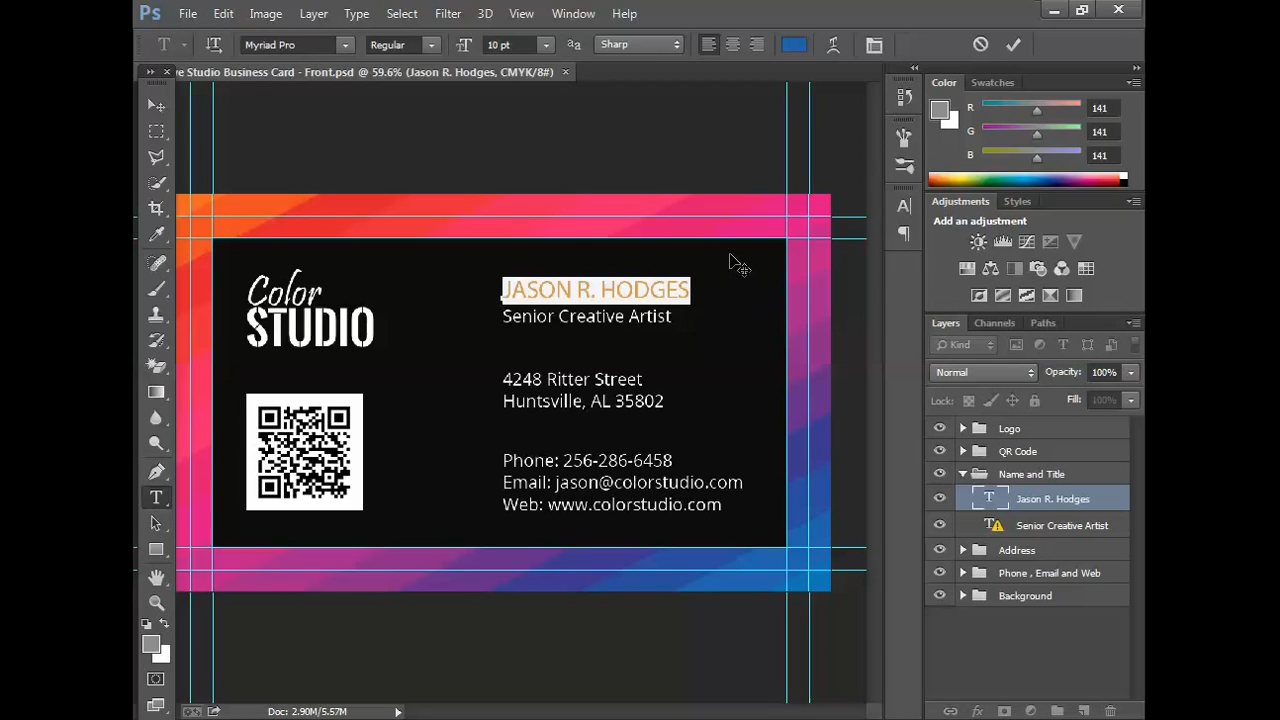 Ps File Edit Image Layer Type Select Filter 3D View Window Help
T Myriad Pro Regular 10 pt aa Sharp
ve Studio Business Card - Front.psd @ 59.6% (Jason R. Hodges, CMYK/8#) ×
Color Swatches
R 141
G 141
B 141
Adjustments Styles
Add an adjustment
Color
STUDIO
JASON R. HODGES
Senior Creative Artist
4248 Ritter Street
Huntsville, AL 35802
Phone: 256-286-6458
Email: jason@colorstudio.com
Web: www.colorstudio.com
Layers Channels Paths
Kind
Normal Opacity: 100%
Lock: Fill: 100%
Logo
QR Code
Name and Title
T Jason R. Hodges
T Senior Creative Artist
Address
Phone , Email and Web
Background
Doc: 2.90M/5.57M
fx